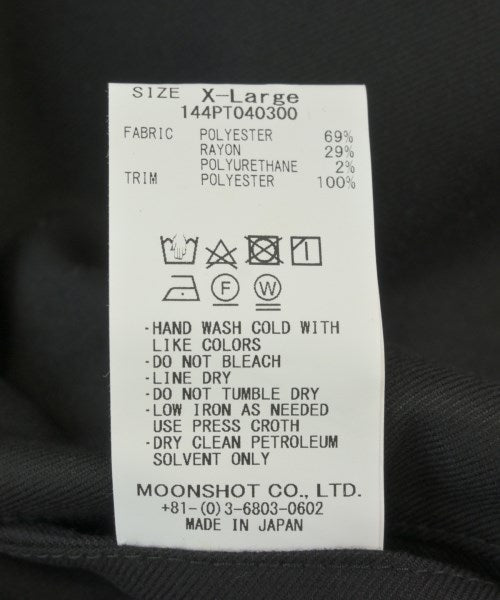 SIZE X-Large
144PT040300
FABRIC POLYESTER 69%
RAYON 29%
POLYURETHANE 2%
TRIM POLYESTER 100%
F W
·HAND WASH COLD WITH
LIKE COLORS
·DO NOT BLEACH
·LINE DRY
·DO NOT TUMBLE DRY
·LOW IRON AS NEEDED
USE PRESS CROTH
·DRY CLEAN PETROLEUM
SOLVENT ONLY
MOONSHOT CO., LTD.
+81-(0)3-6803-0602
MADE IN JAPAN